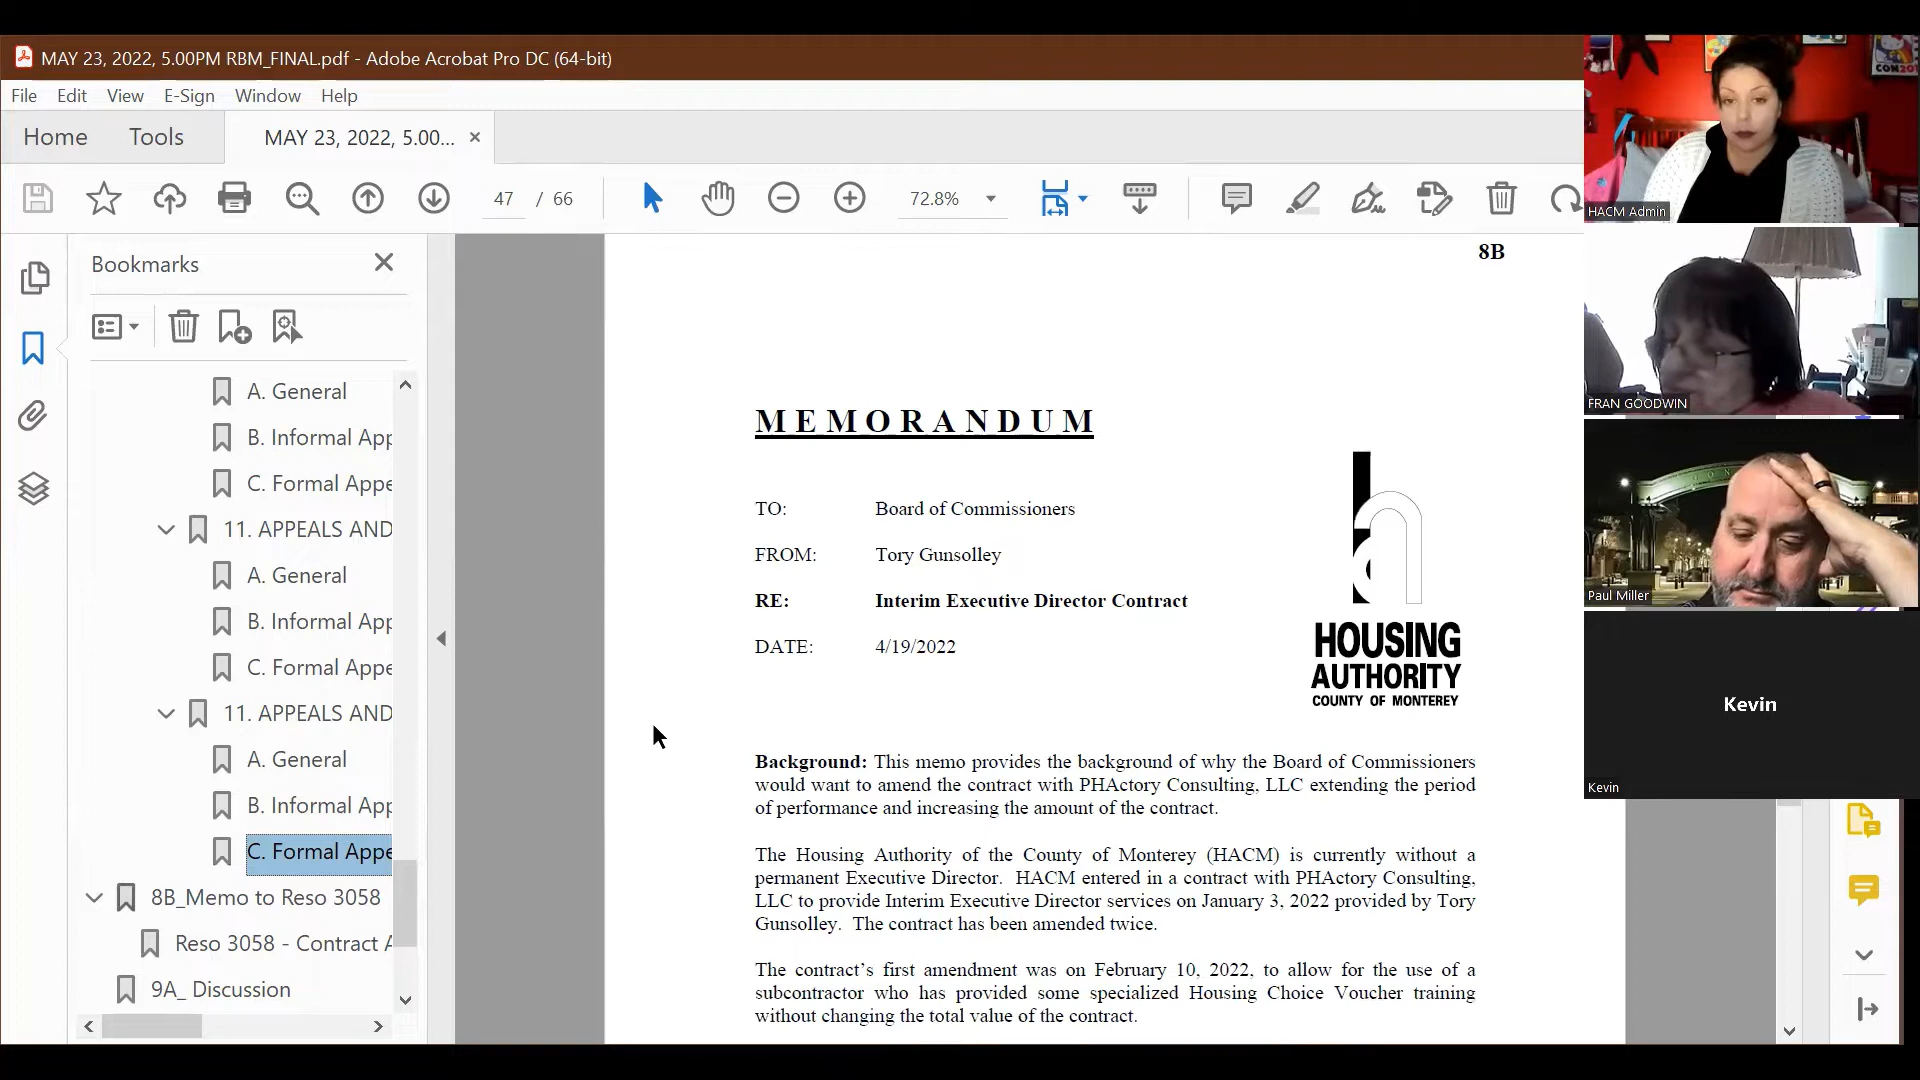 MAY 23, 2022, 5.00PM RBM_FINAL.pdf - Adobe Acrobat Pro DC (64-bit)
File Edit View E-Sign Window Help
Home Tools MAY 23, 2022, 5.00...
47 / 66
72.8%
Bookmarks
A. General
B. Informal App
C. Formal Appe
11. APPEALS AND
A. General
B. Informal App
C. Formal Appe
11. APPEALS AND
A. General
B. Informal App
C. Formal Appe
8B_Memo to Reso 3058
Reso 3058 - Contract A
9A_ Discussion
8B
MEMORANDUM
TO: Board of Commissioners
FROM: Tory Gunsolley
RE: Interim Executive Director Contract
DATE: 4/19/2022
ha
HOUSING
AUTHORITY
COUNTY OF MONTEREY
Background: This memo provides the background of why the Board of Commissioners
would want to amend the contract with PHActory Consulting, LLC extending the period
of performance and increasing the amount of the contract.
The Housing Authority of the County of Monterey (HACM) is currently without a
permanent Executive Director. HACM entered in a contract with PHActory Consulting,
LLC to provide Interim Executive Director services on January 3, 2022 provided by Tory
Gunsolley. The contract has been amended twice.
The contract's first amendment was on February 10, 2022, to allow for the use of a
subcontractor who has provided some specialized Housing Choice Voucher training
without changing the total value of the contract.
HACM Admin
FRAN GOODWIN
Paul Miller
Kevin
Kevin